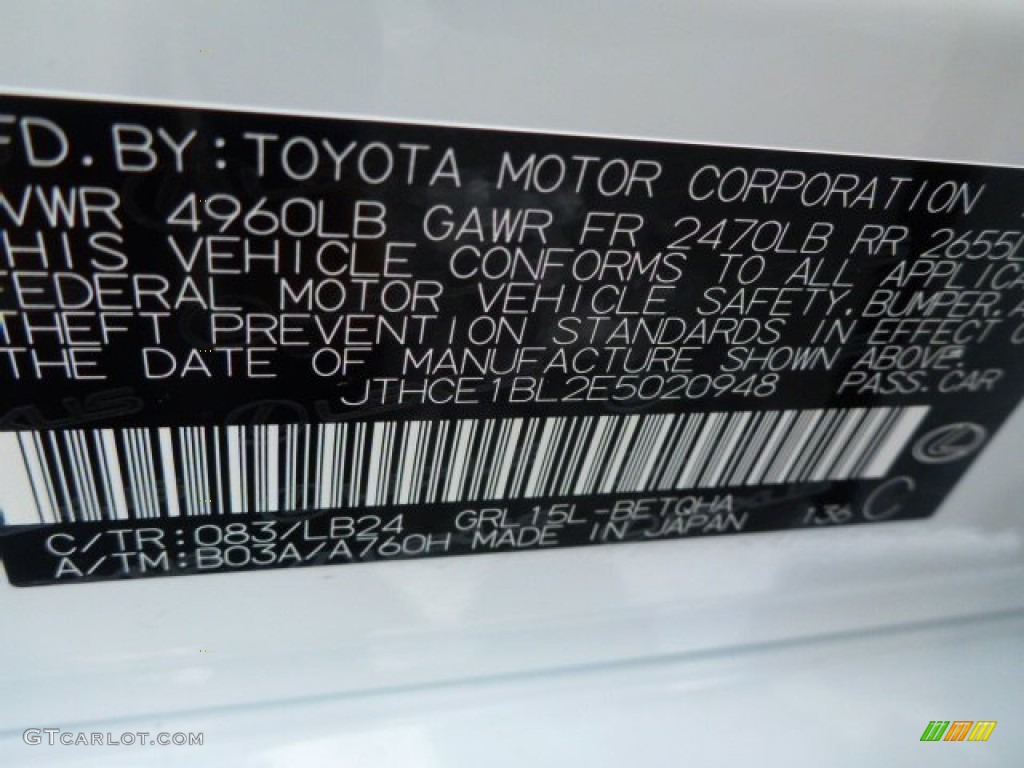 FD. BY: TOYOTA MOTOR CORPORATION
VWR 4960LB GAWR FR 2470LB RR 2655L
HIS VEHICLE CONFORMS TO ALL APPLICA
FEDERAL MOTOR VEHICLE SAFETY, BUMPER, A
THEFT PREVENTION STANDARDS IN EFFECT O
THE DATE OF MANUFACTURE SHOWN ABOVE.
JTHCE1BL2E5020948 PASS. CAR
C/TR: 083/LB24 GRL15L-BETQHA 136 C
A/TM: B03A/A760H MADE IN JAPAN
GTCARLOT.COM